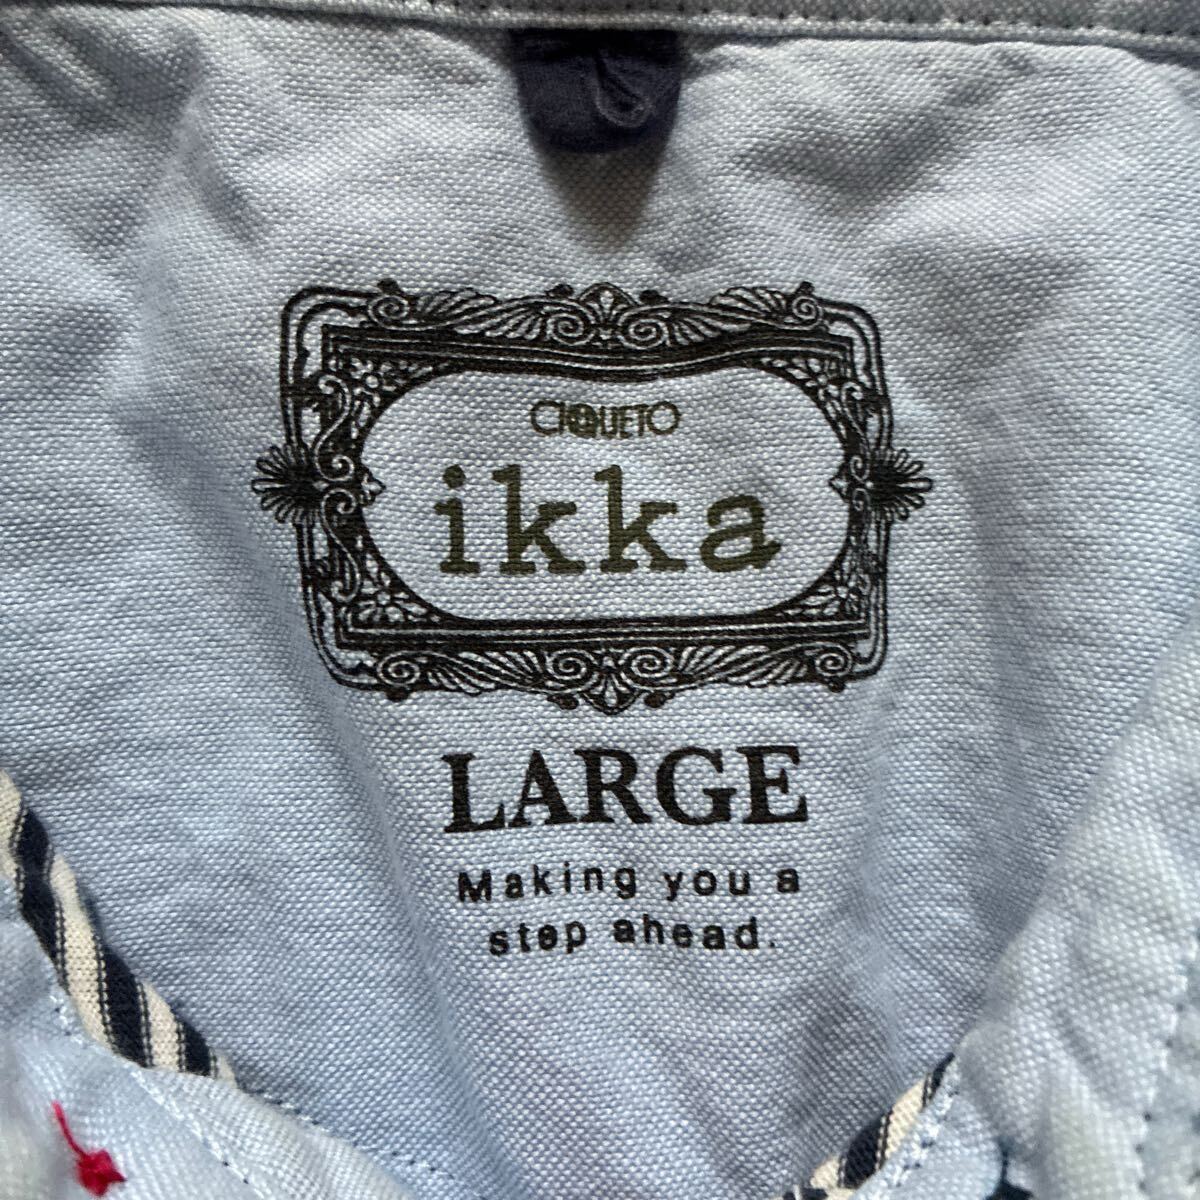 CIQUETO
ikka
LARGE
Making you a
step ahead.